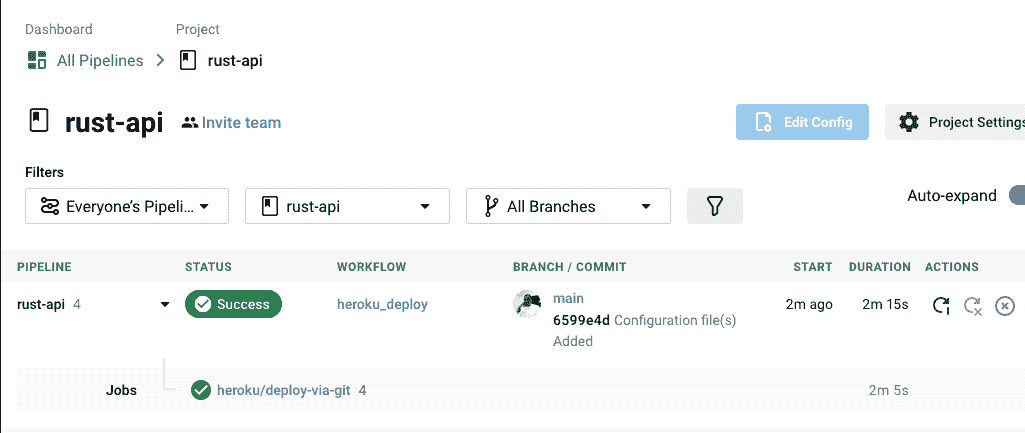 Dashboard Project
All Pipelines rust-api
rust-api Invite team Edit Config Project Settings
Filters
Everyone's Pipeli... rust-api All Branches Auto-expand
PIPELINE STATUS WORKFLOW BRANCH / COMMIT START DURATION ACTIONS
rust-api 4 Success heroku_deploy main 2m ago 2m 15s
6599e4d Configuration file(s)
Added
Jobs heroku/deploy-via-git 4 2m 5s